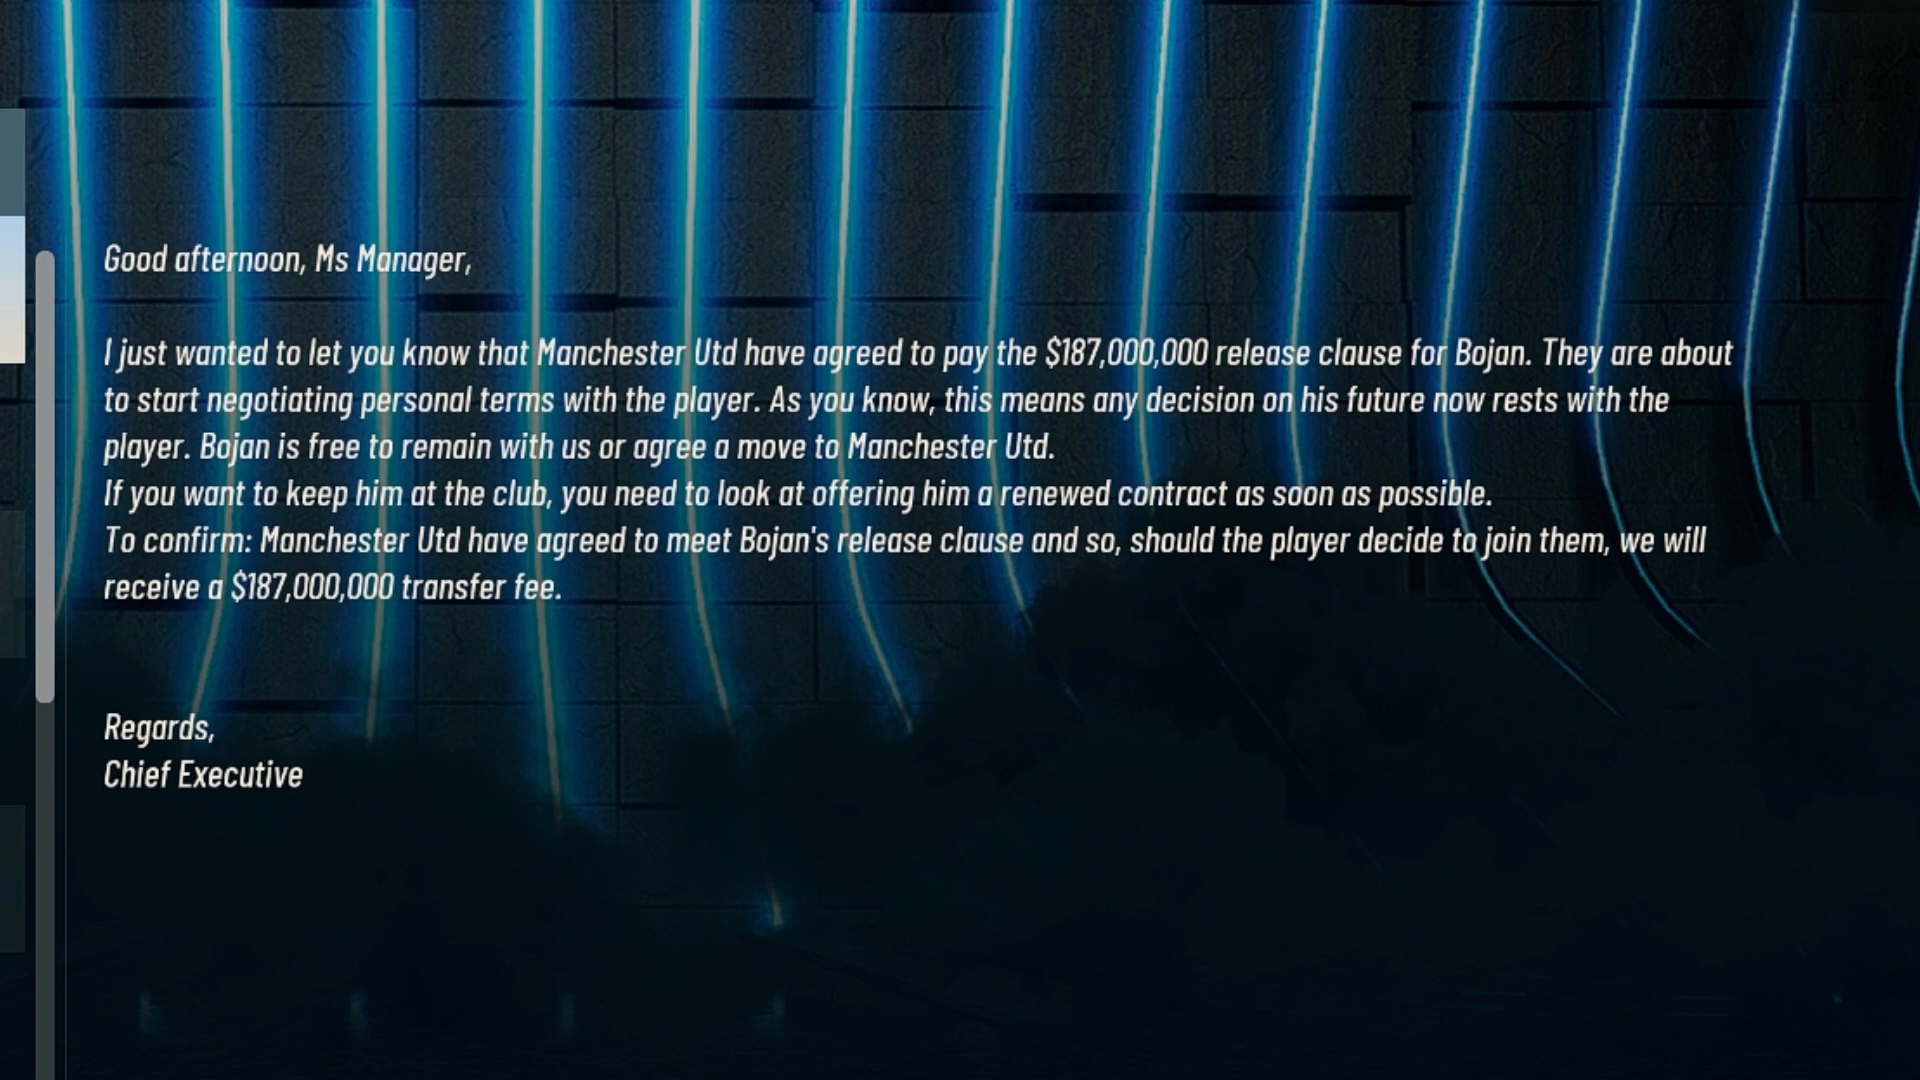 Good afternoon, Ms Manager,
I just wanted to let you know that Manchester Utd have agreed to pay the $187,000,000 release clause for Bojan. They are about
to start negotiating personal terms with the player. As you know, this means any decision on his future now rests with the
player. Bojan is free to remain with us or agree a move to Manchester Utd.
If you want to keep him at the club, you need to look at offering him a renewed contract as soon as possible.
To confirm: Manchester Utd have agreed to meet Bojan's release clause and so, should the player decide to join them, we will
receive a $187,000,000 transfer fee.
Regards,
Chief Executive